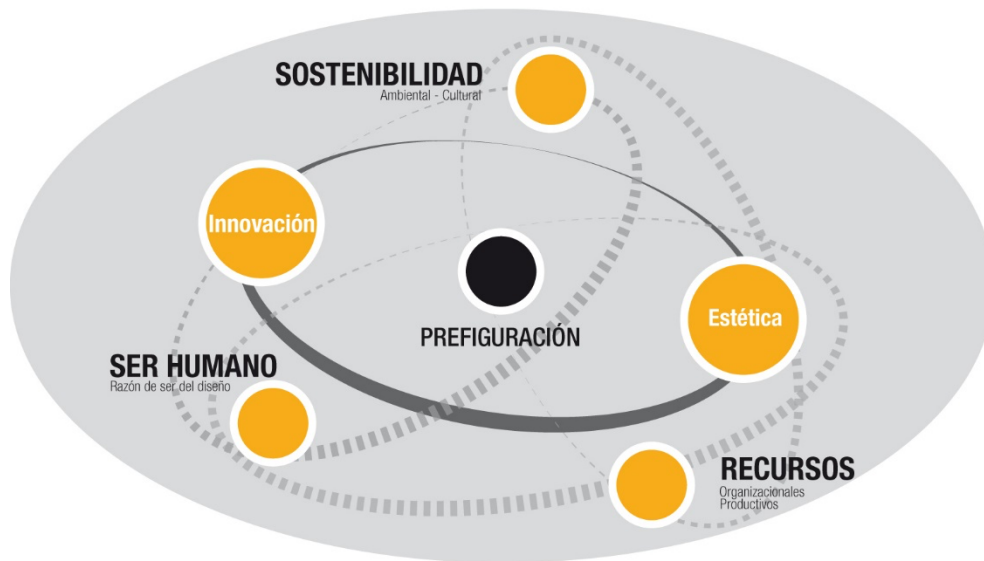 SOSTENIBILIDAD
Ambiental - Cultural
Innovación
Estética
PREFIGURACIÓN
SER HUMANO
Razón de ser del diseño
RECURSOS
Organizacionales
Productivos